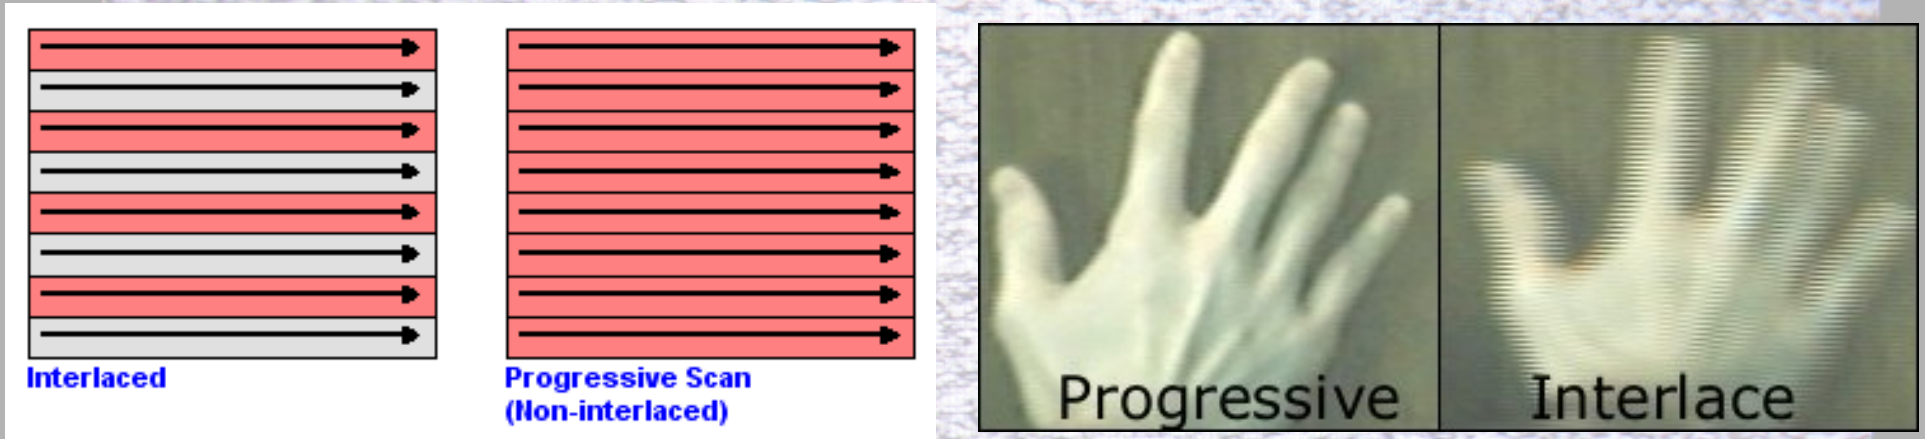 Interlaced
Progressive Scan
(Non-interlaced)
Progressive
Interlace